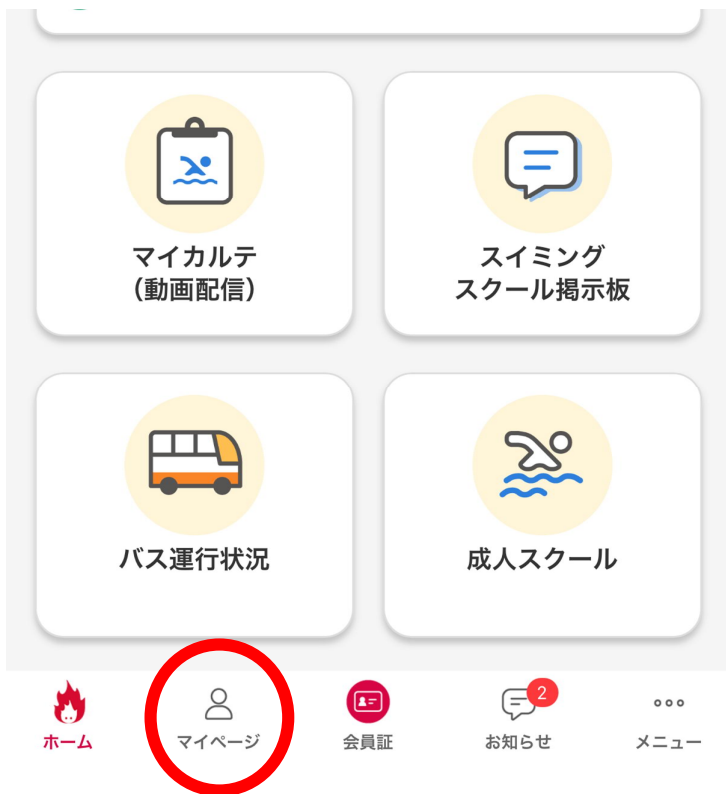 マイカルテ
（動画配信）
スイミング
スクール掲示板
バス運行状況
成人スクール
2
ホーム
マイページ
会員証
お知らせ
メニュー